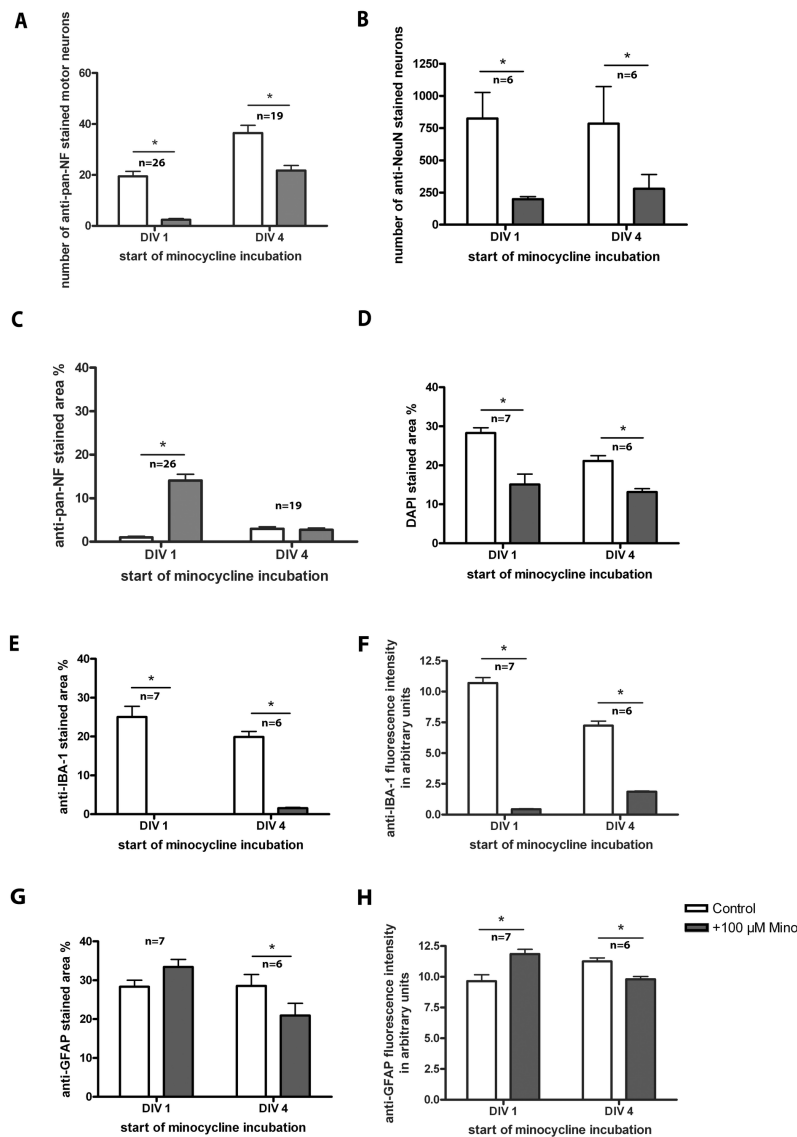 A
number of anti-pan-NF stained motor neurons
60
40
20
0
*
n=26
*
n=19
DIV 1
DIV 4
start of minocycline incubation
B
number of anti-NeuN stained neurons
1250
1000
750
500
250
0
*
n=6
*
n=6
DIV 1
DIV 4
start of minocycline incubation
C
anti-pan-NF stained area %
40
30
20
10
0
*
n=26
n=19
DIV 1
DIV 4
start of minocycline incubation
D
DAPI stained area %
40
30
20
10
0
*
n=7
*
n=6
DIV 1
DIV 4
start of minocycline incubation
E
anti-IBA-1 stained area %
40
30
20
10
0
*
n=7
*
n=6
DIV 1
DIV 4
start of minocycline incubation
F
anti-IBA-1 fluorescence intensity
in arbitrary units
12.5
10.0
7.5
5.0
2.5
0.0
*
n=7
*
n=6
DIV 1
DIV 4
start of minocycline incubation
G
anti-GFAP stained area %
40
30
20
10
0
n=7
*
n=6
DIV 1
DIV 4
start of minocycline incubation
H
anti-GFAP fluorescence intensity
in arbitrary units
12.5
10.0
7.5
5.0
2.5
0.0
*
n=7
*
n=6
DIV 1
DIV 4
start of minocycline incubation
Control
+100 µM Mino